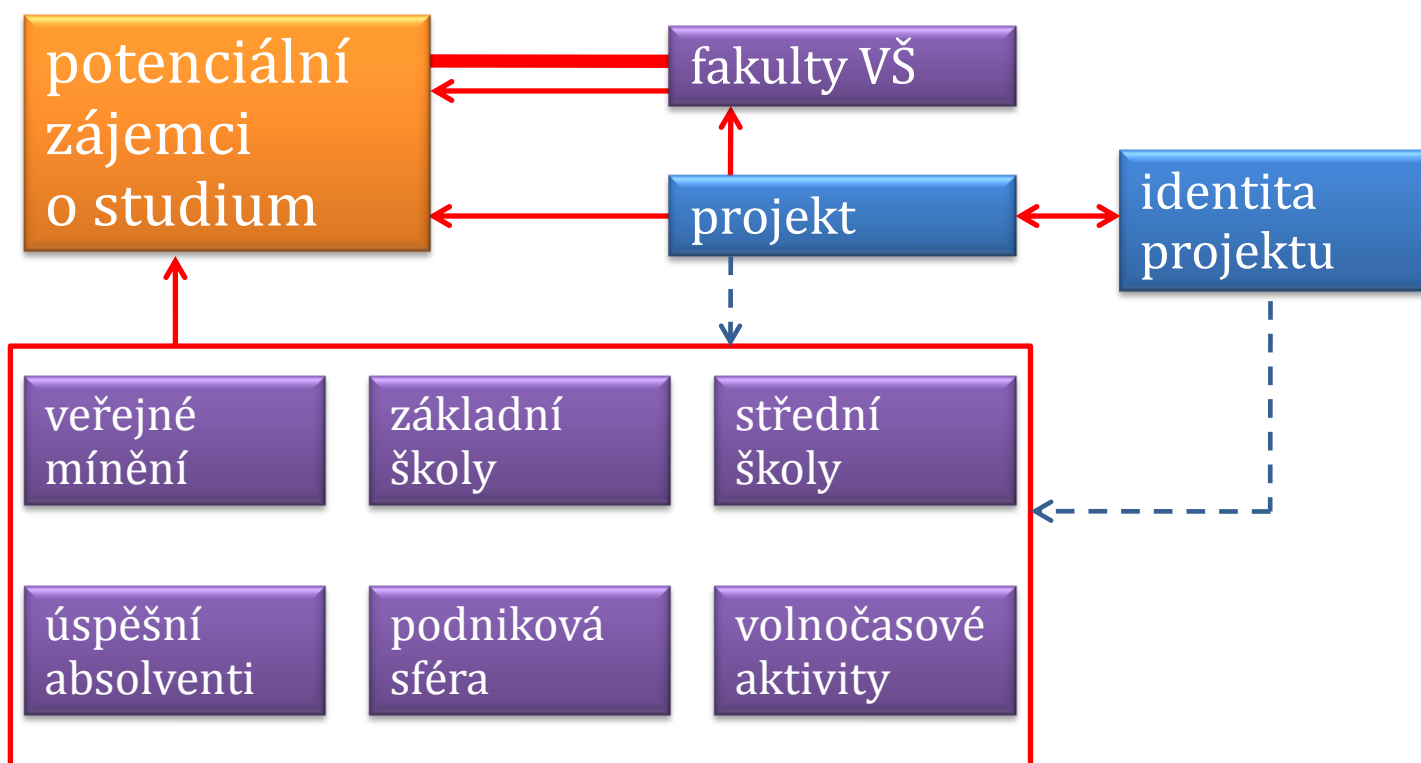 potenciální
zájemci
o studium
fakulty VŠ
projekt
identita
projektu
veřejné
mínění
základní
školy
střední
školy
úspěšní
absolventi
podniková
sféra
volnočasové
aktivity